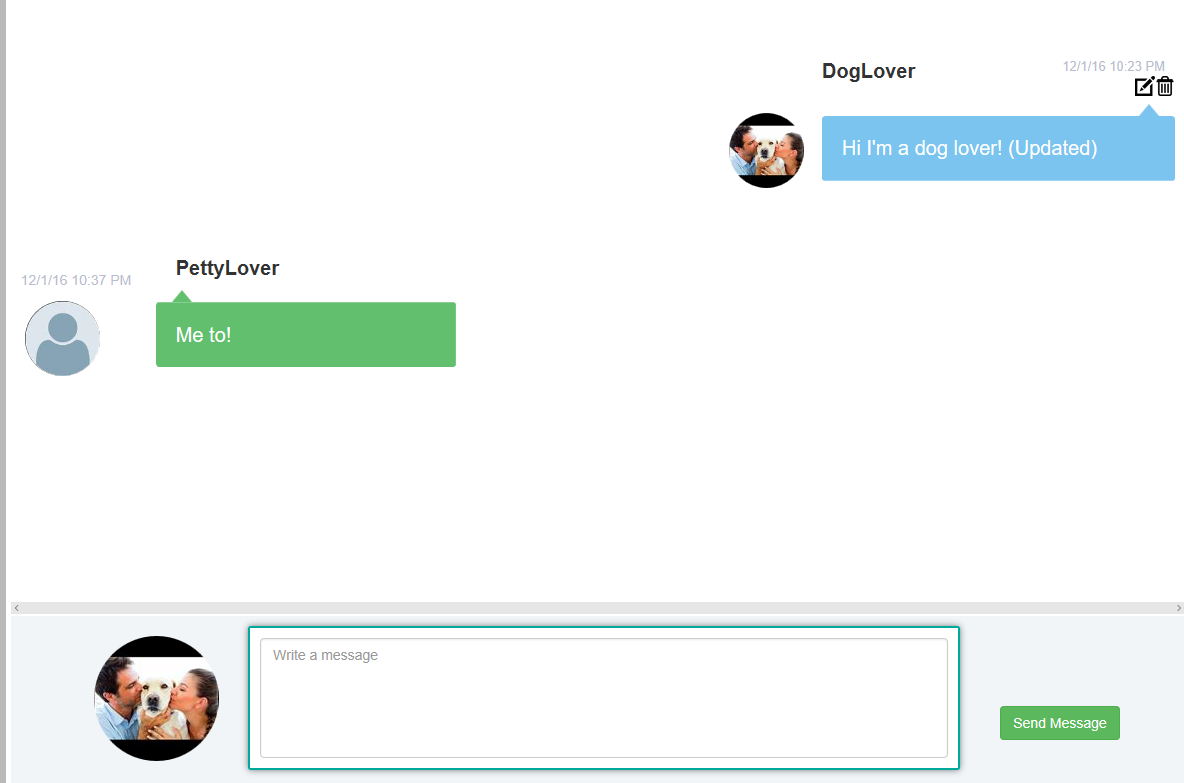 DogLover
12/1/16 10:23 PM
Hi I'm a dog lover! (Updated)
PettyLover
12/1/16 10:37 PM
Me to!
Write a message
Send Message